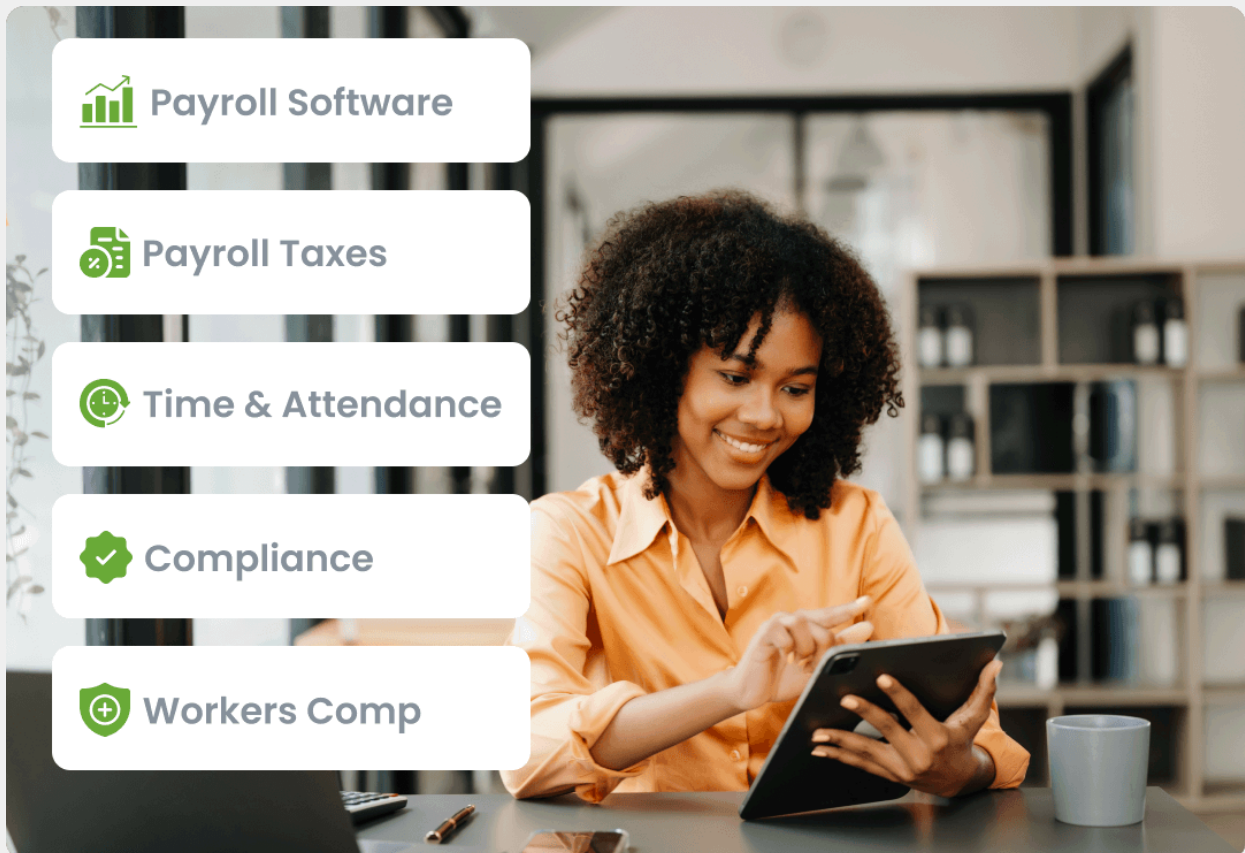 Payroll Software
Payroll Taxes
Time & Attendance
Compliance
Workers Comp